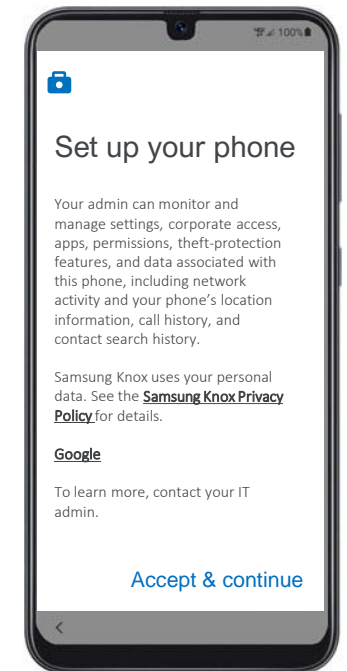 100%
Set up your phone
Your admin can monitor and
manage settings, corporate access,
apps, permissions, theft-protection
features, and data associated with
this phone, including network
activity and your phone’s location
information, call history, and
contact search history.
Samsung Knox uses your personal
data. See the Samsung Knox Privacy
Policy for details.
Google
To learn more, contact your IT
admin.
Accept & continue